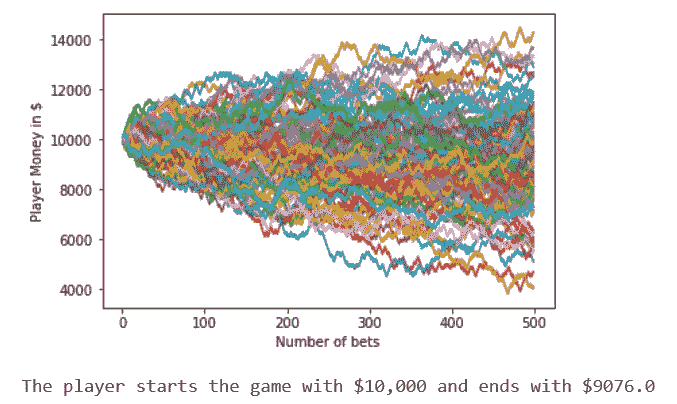 14000
12000
10000
8000
6000
4000
Player Money in $
0 100 200 300 400 500
Number of bets
The player starts the game with $10,000 and ends with $9076.0